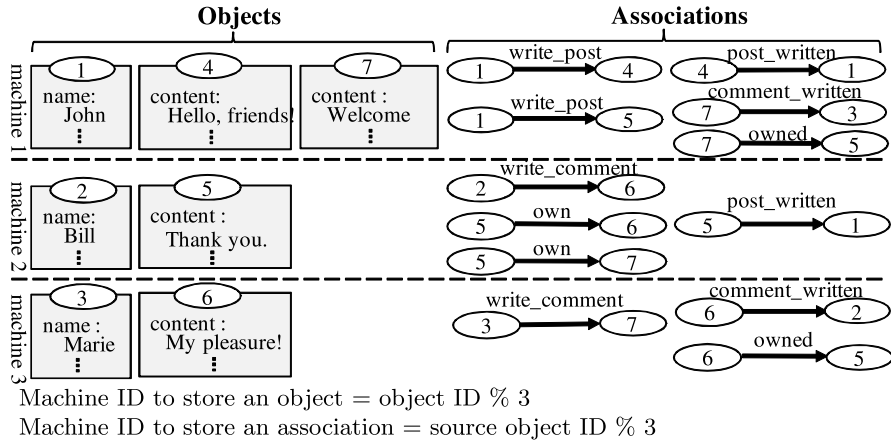 Objects
Associations
machine 1
1
name:
John
4
content:
Hello, friends!
7
content :
Welcome
1 write_post 4
4 post_written 1
1 write_post 5
7 comment_written 3
7 owned 5
machine 2
2
name:
Bill
5
content :
Thank you.
2 write_comment 6
5 own 6
5 own 7
5 post_written 1
machine 3
3
name :
Marie
6
content :
My pleasure!
3 write_comment 7
6 comment_written 2
6 owned 5
Machine ID to store an object = object ID % 3
Machine ID to store an association = source object ID % 3